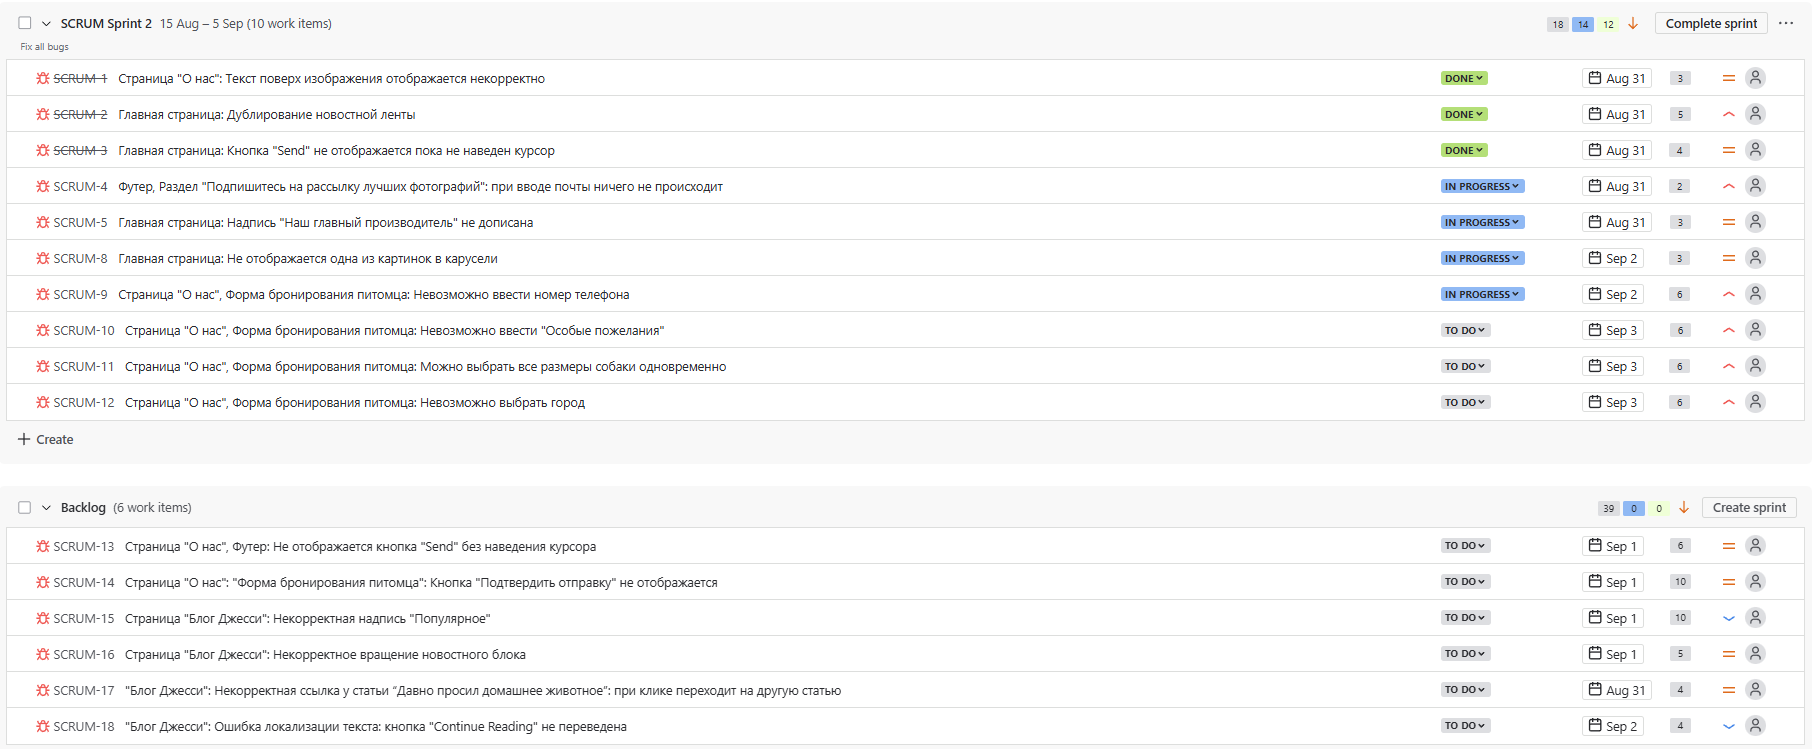 SCRUM Sprint 2 15 Aug – 5 Sep (10 work items) 18 14 12 Complete sprint ...
Fix all bugs
SCRUM-1 Страница "О нас": Текст поверх изображения отображается некорректно DONE Aug 31 3
SCRUM-2 Главная страница: Дублирование новостной ленты DONE Aug 31 5
SCRUM-3 Главная страница: Кнопка "Send" не отображается пока не наведен курсор DONE Aug 31 4
SCRUM-4 Футер, Раздел "Подпишитесь на рассылку лучших фотографий": при вводе почты ничего не происходит IN PROGRESS Aug 31 2
SCRUM-5 Главная страница: Надпись "Наш главный производитель" не дописана IN PROGRESS Aug 31 3
SCRUM-8 Главная страница: Не отображается одна из картинок в карусели IN PROGRESS Sep 2 3
SCRUM-9 Страница "О нас", Форма бронирования питомца: Невозможно ввести номер телефона IN PROGRESS Sep 2 6
SCRUM-10 Страница "О нас", Форма бронирования питомца: Невозможно ввести "Особые пожелания" TO DO Sep 3 6
SCRUM-11 Страница "О нас", Форма бронирования питомца: Можно выбрать все размеры собаки одновременно TO DO Sep 3 6
SCRUM-12 Страница "О нас", Форма бронирования питомца: Невозможно выбрать город TO DO Sep 3 6
+ Create
Backlog (6 work items) 39 0 0 Create sprint
SCRUM-13 Страница "О нас", Футер: Не отображается кнопка "Send" без наведения курсора TO DO Sep 1 6
SCRUM-14 Страница "О нас": "Форма бронирования питомца": Кнопка "Подтвердить отправку" не отображается TO DO Sep 1 10
SCRUM-15 Страница "Блог Джесси": Некорректная надпись "Популярное" TO DO Sep 1 10
SCRUM-16 Страница "Блог Джесси": Некорректное вращение новостного блока TO DO Sep 1 5
SCRUM-17 "Блог Джесси": Некорректная ссылка у статьи “Давно просил домашнее животное”: при клике переходит на другую статью TO DO Aug 31 4
SCRUM-18 "Блог Джесси": Ошибка локализации текста: кнопка "Continue Reading" не переведена TO DO Sep 2 4